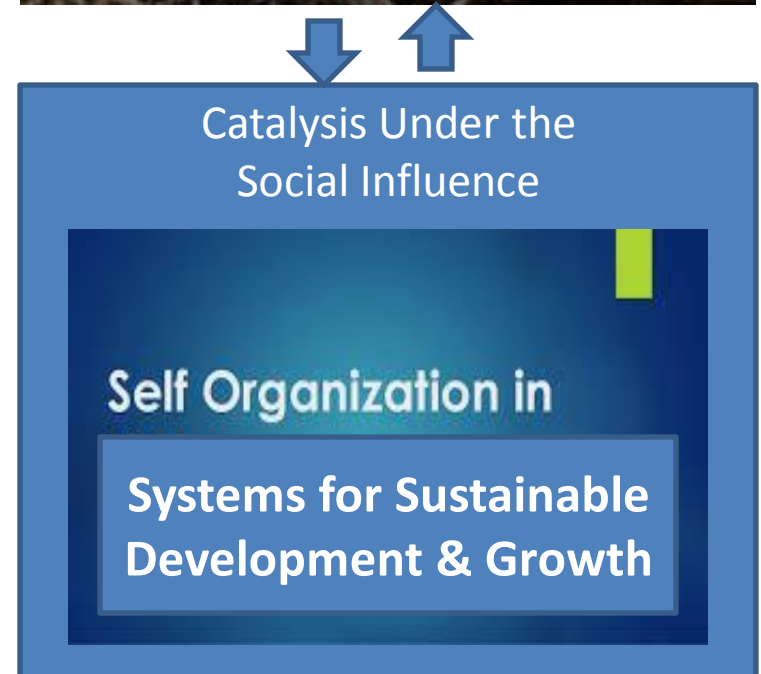 Catalysis Under the
Social Influence
Self Organization in
Systems for Sustainable
Development & Growth